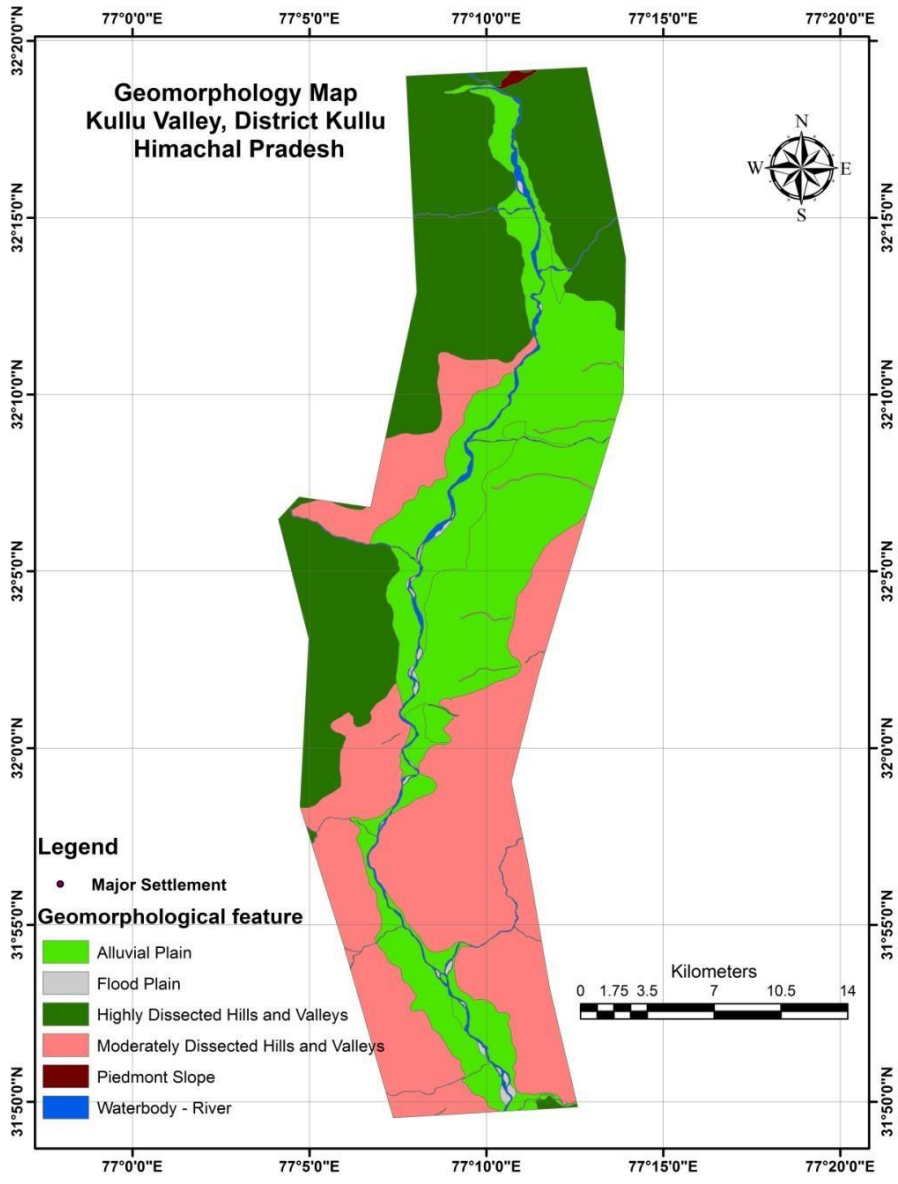 77°0'0"E 77°5'0"E 77°10'0"E 77°15'0"E 77°20'0"E
32°20'0"N
32°20'0"N
Geomorphology Map
Kullu Valley, District Kullu
Himachal Pradesh
N
W E
S
32°15'0"N
32°15'0"N
32°10'0"N
32°10'0"N
32°5'0"N
32°5'0"N
32°0'0"N
32°0'0"N
Legend
Major Settlement
Geomorphological feature
31°55'0"N
31°55'0"N
Alluvial Plain
Flood Plain
Highly Dissected Hills and Valleys
Moderately Dissected Hills and Valleys
Piedmont Slope
Waterbody - River
Kilometers
0 1.75 3.5 7 10.5 14
31°50'0"N
31°50'0"N
77°0'0"E 77°5'0"E 77°10'0"E 77°15'0"E 77°20'0"E